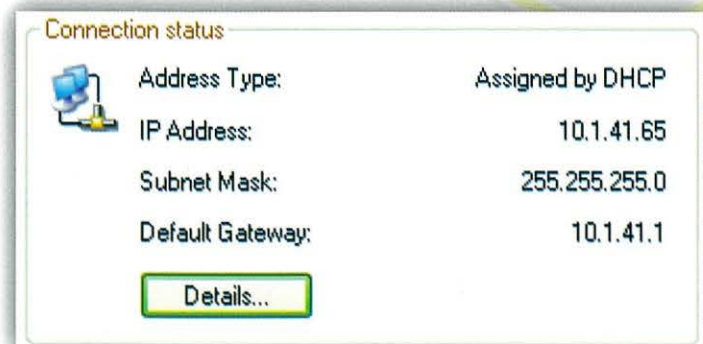 Connection status
Address Type: Assigned by DHCP
IP Address: 10.1.41.65
Subnet Mask: 255.255.255.0
Default Gateway: 10.1.41.1
Details...